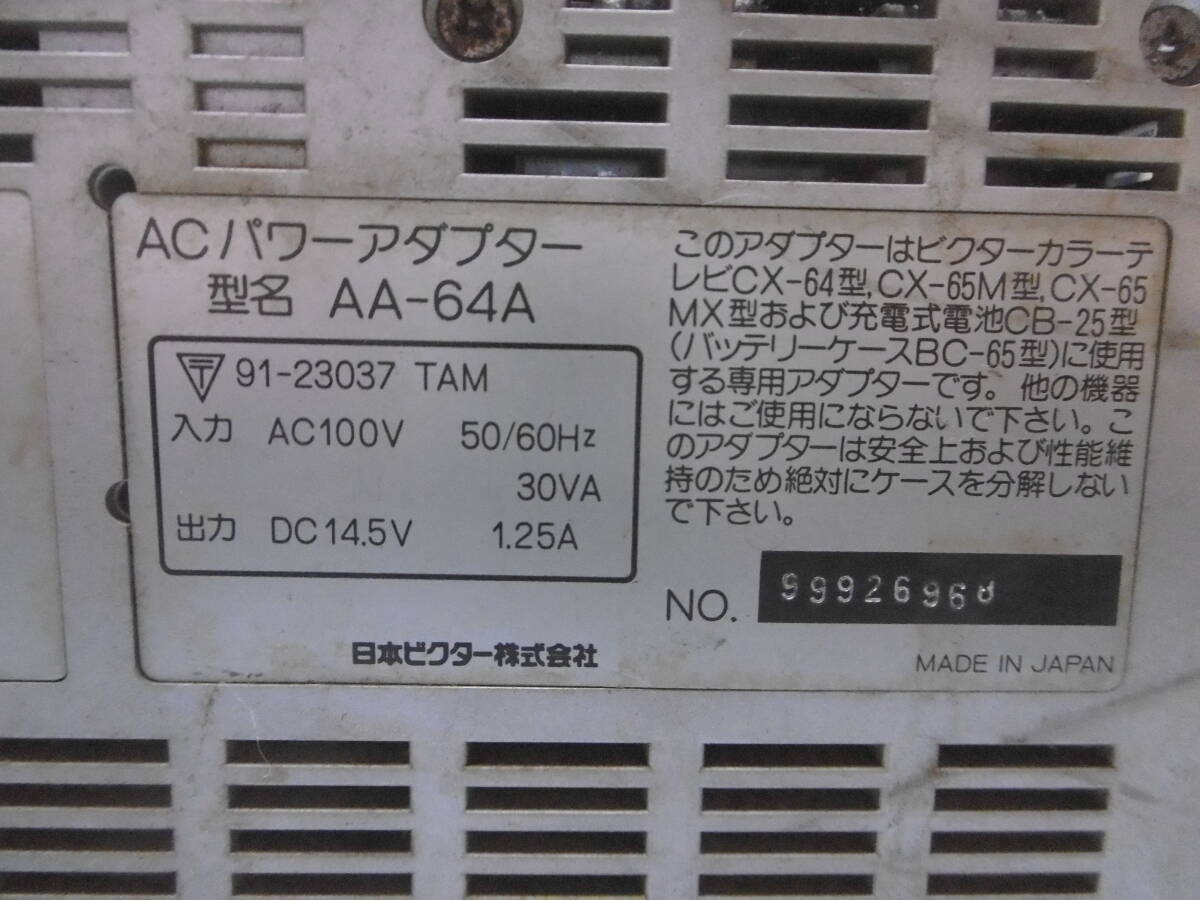 ACパワーアダプター
型名 AA-64A
〒 91-23037 TAM
入力 AC100V 50/60Hz
30VA
出力 DC14.5V 1.25A
日本ビクター株式会社
このアダプターはビクターカラーテ
レビCX-64型,CX-65M型,CX-65
MX型および充電式電池CB-25型
(バッテリーケースBC-65型)に使用
する専用アダプターです。他の機器
にはご使用にならないで下さい。こ
のアダプターは安全上および性能維
持のため絶対にケースを分解しない
で下さい。
NO.
MADE IN JAPAN